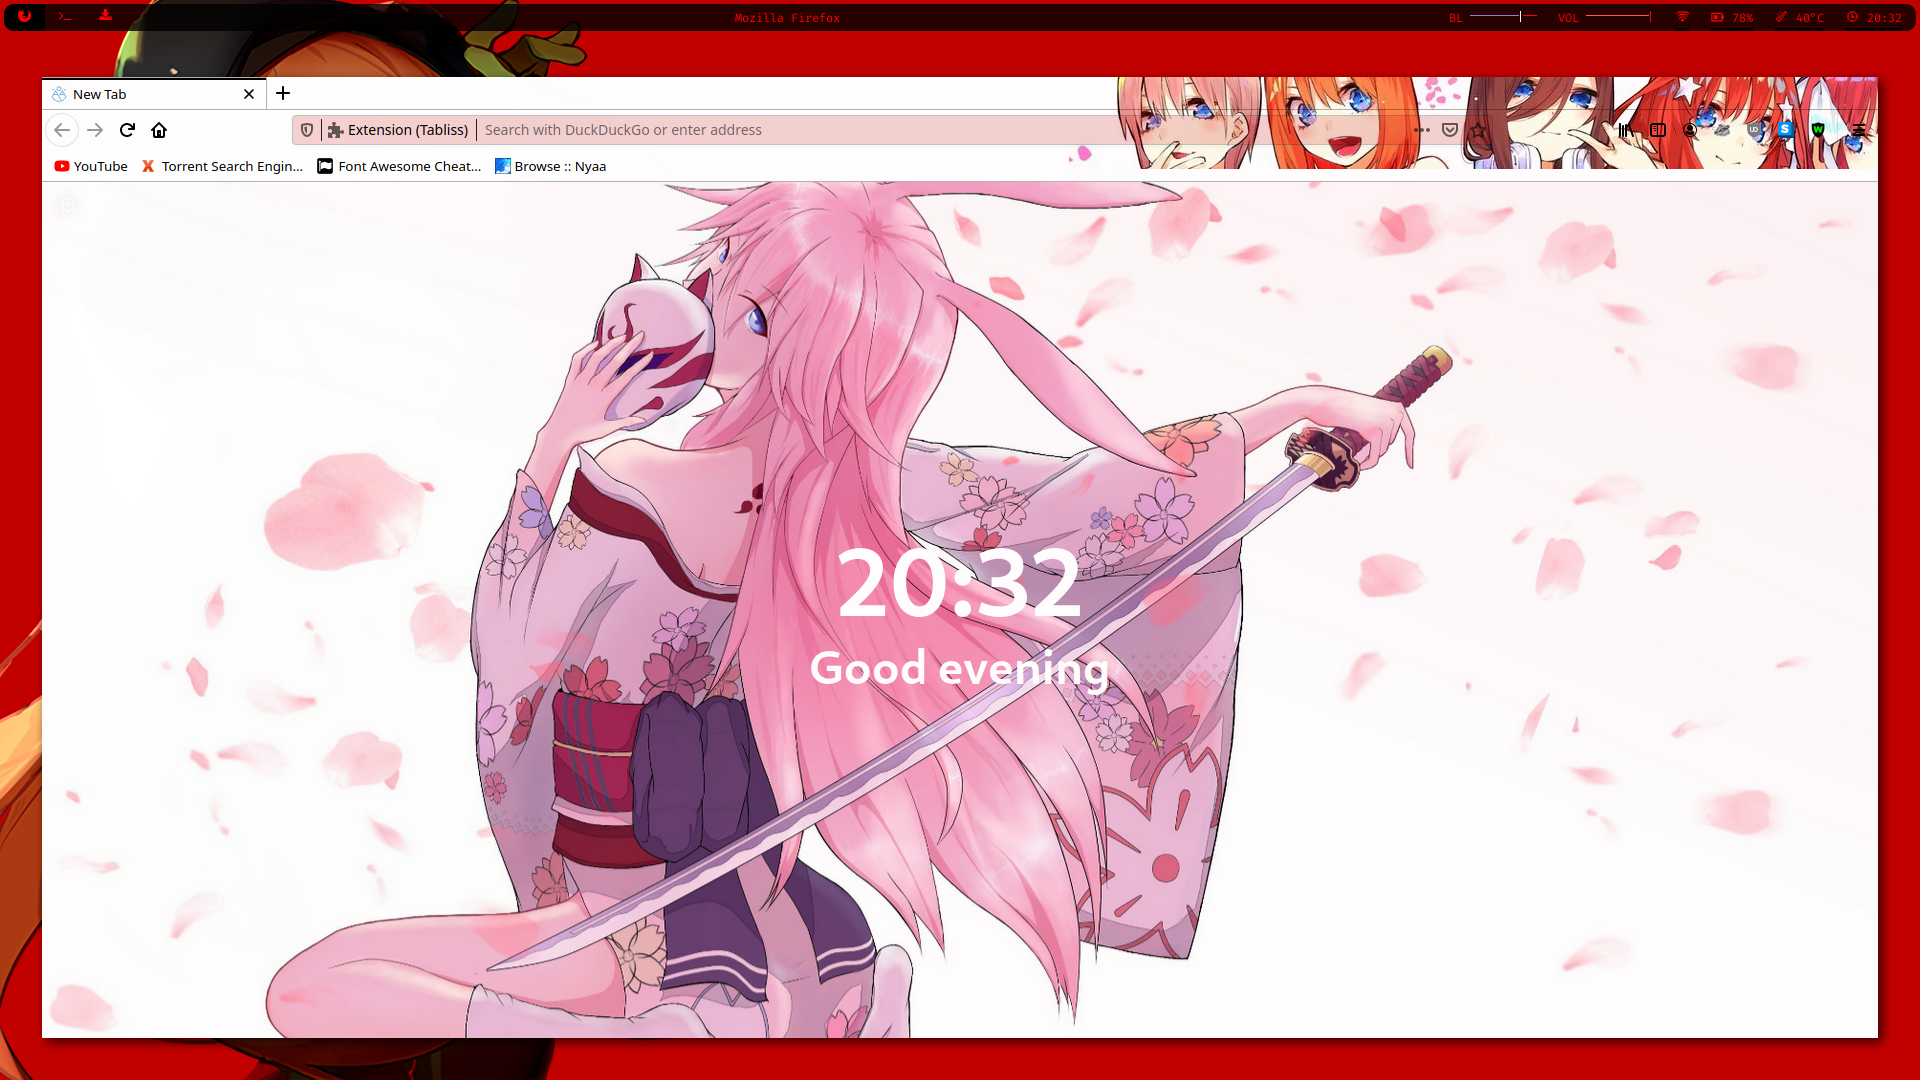 Mozilla Firefox
BL VOL 78% 40°C 20:32
New Tab
Extension (Tabliss) Search with DuckDuckGo or enter address
YouTube Torrent Search Engin... Font Awesome Cheat... Browse :: Nyaa
20:32
Good evening